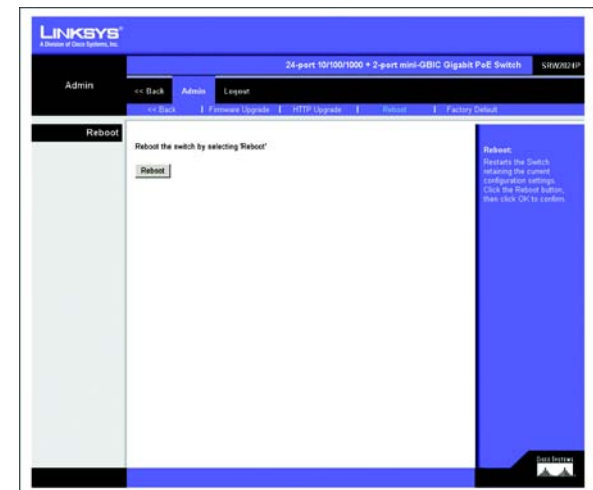 LINKSYS®
A Division of Cisco Systems, Inc.
24-port 10/100/1000 + 2-port mini-GBIC Gigabit PoE Switch SRW2024P
Admin
<< Back Admin Logout
<< Back | Firmware Upgrade | HTTP Upgrade | Reboot | Factory Default
Reboot
Reboot the switch by selecting 'Reboot'
Reboot
Reboot:
Restarts the Switch
retaining the current
configuration settings.
Click the Reboot button,
then click OK to confirm.
CISCO SYSTEMS